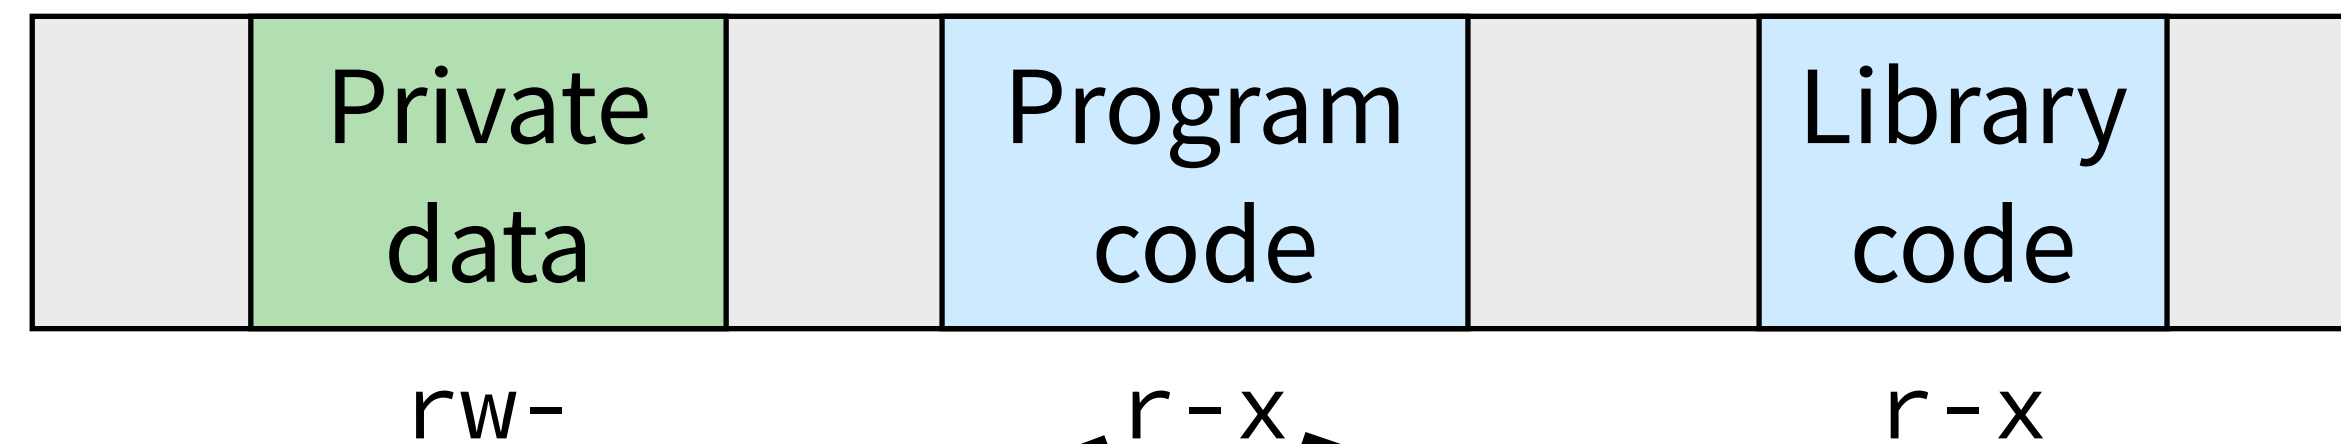 Private
data
Program
code
Library
code
rw-
r-x
r-x